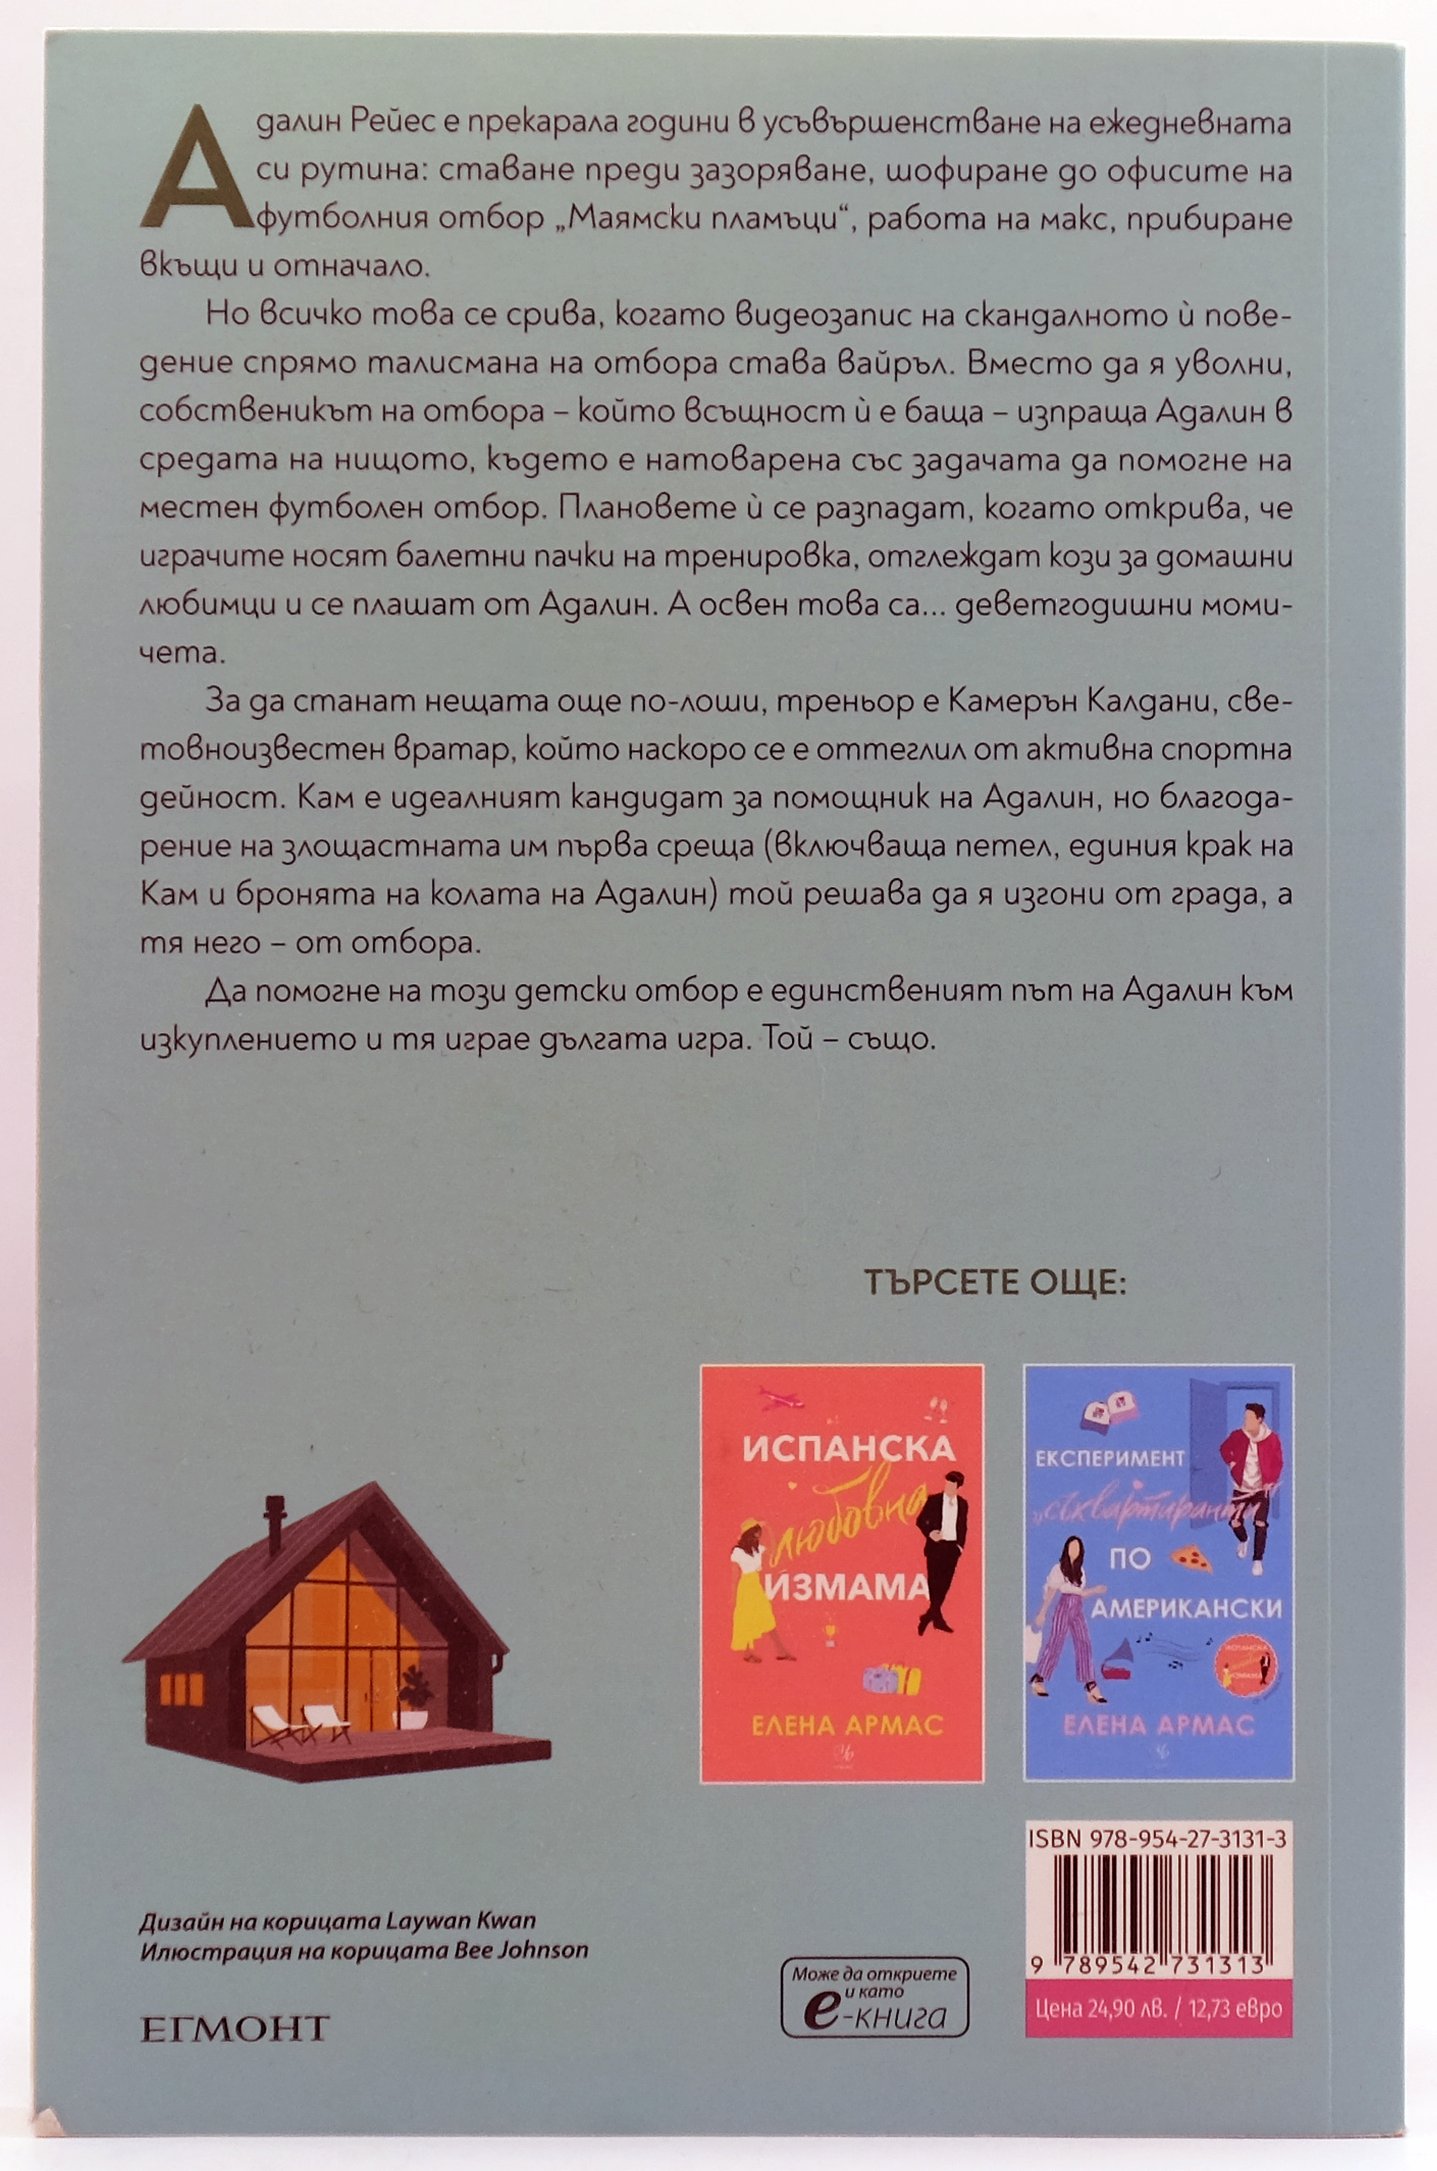 Адалин Рейес е прекарала години в усъвършенстване на ежедневната
си рутина: ставане преди зазоряване, шофиране до офисите на
футболния отбор „Маямски пламъци“, работа на макс, прибиране
вкъщи и отначало.
Но всичко това се срива, когато видеозапис на скандалното ѝ пове-
дение спрямо талисмана на отбора става вайръл. Вместо да я уволни,
собственикът на отбора – който всъщност ѝ е баща – изпраща Адалин в
средата на нищото, където е натоварена със задачата да помогне на
местен футболен отбор. Плановете ѝ се разпадат, когато открива, че
играчите носят балетни пачки на тренировка, отглеждат кози за домашни
любимци и се плашат от Адалин. А освен това са... деветгодишни моми-
чета.
За да станат нещата още по-лоши, треньор е Камерън Калдани, све-
товноизвестен вратар, който наскоро се е оттеглил от активна спортна
дейност. Кам е идеалният кандидат за помощник на Адалин, но благода-
рение на злощастната им първа среща (включваща петел, единия крак на
Кам и бронята на колата на Адалин) той решава да я изгони от града, а
тя него – от отбора.
Да помогне на този детски отбор е единственият път на Адалин към
изкуплението и тя играе дългата игра. Той – също.
ТЪРСЕТЕ ОЩЕ:
ИСПАНСКА
любовна
ИЗМАМА
ЕЛЕНА АРМАС
ЕКСПЕРИМЕНТ
„съквартиранти“
ПО
АМЕРИКАНСКИ
ИСПАНСКА
ИЗМАМА
ЕЛЕНА АРМАС
Дизайн на корицата Laywan Kwan
Илюстрация на корицата Bee Johnson
ЕГМОНТ
Може да откриете
и като
е-книга
ISBN 978-954-27-3131-3
9 789542 731313
Цена 24,90 лв. / 12,73 евро